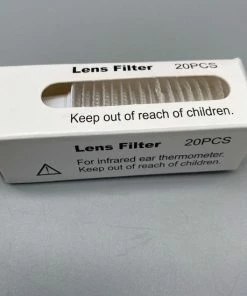 Lens Filter 20PCS
Keep out of reach of children.
Lens Filter 20PCS
For infrared ear thermometer.
Keep out of reach of children.